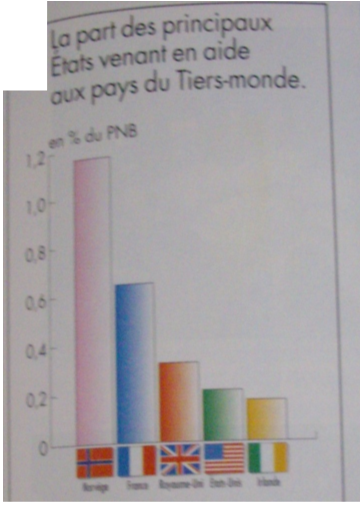 La part des principaux
États venant en aide
aux pays du Tiers-monde.
en % du PNB
1,2
1,0
0,8
0,6
0,4
0,2
0
Norvège France Royaume-Uni États-Unis Irlande